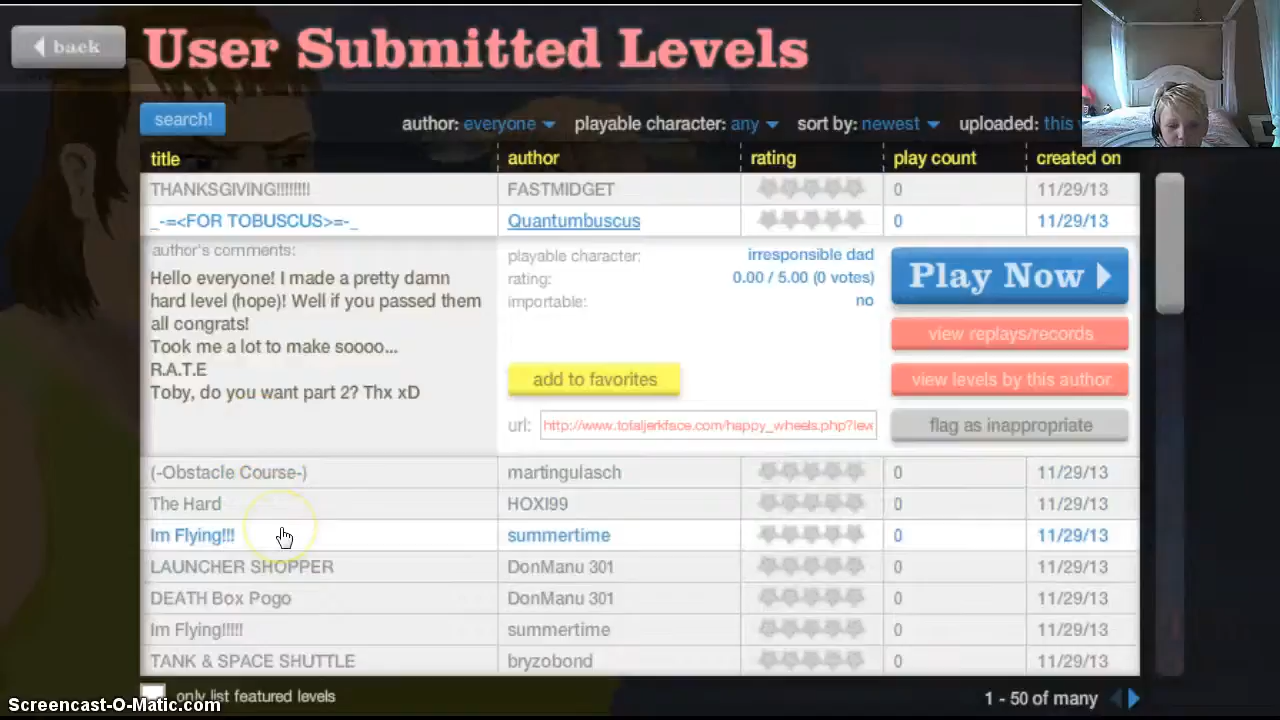 back
User Submitted Levels
search!
author: everyone playable character: any sort by: newest uploaded: this
title author rating play count created on
THANKSGIVING!!!!!!!! FASTMIDGET 0 11/29/13
_-=<FOR TOBUSCUS>=-_ Quantumbuscus 0 11/29/13
author's comments:
Hello everyone! I made a pretty damn
hard level (hope)! Well if you passed them
all congrats!
Took me a lot to make soooo...
R.A.T.E
Toby, do you want part 2? Thx xD
playable character: irresponsible dad
rating: 0.00 / 5.00 (0 votes)
importable: no
add to favorites
url: http://www.totaljerkface.com/happy_wheels.php?lev
Play Now
view replays/records
view levels by this author
flag as inappropriate
(-Obstacle Course-) martingulasch 0 11/29/13
The Hard HOXI99 0 11/29/13
Im Flying!!! summertime 0 11/29/13
LAUNCHER SHOPPER DonManu 301 0 11/29/13
DEATH Box Pogo DonManu 301 0 11/29/13
Im Flying!!!!! summertime 0 11/29/13
TANK & SPACE SHUTTLE bryzobond 0 11/29/13
only list featured levels
1 - 50 of many
Screencast-O-Matic.com